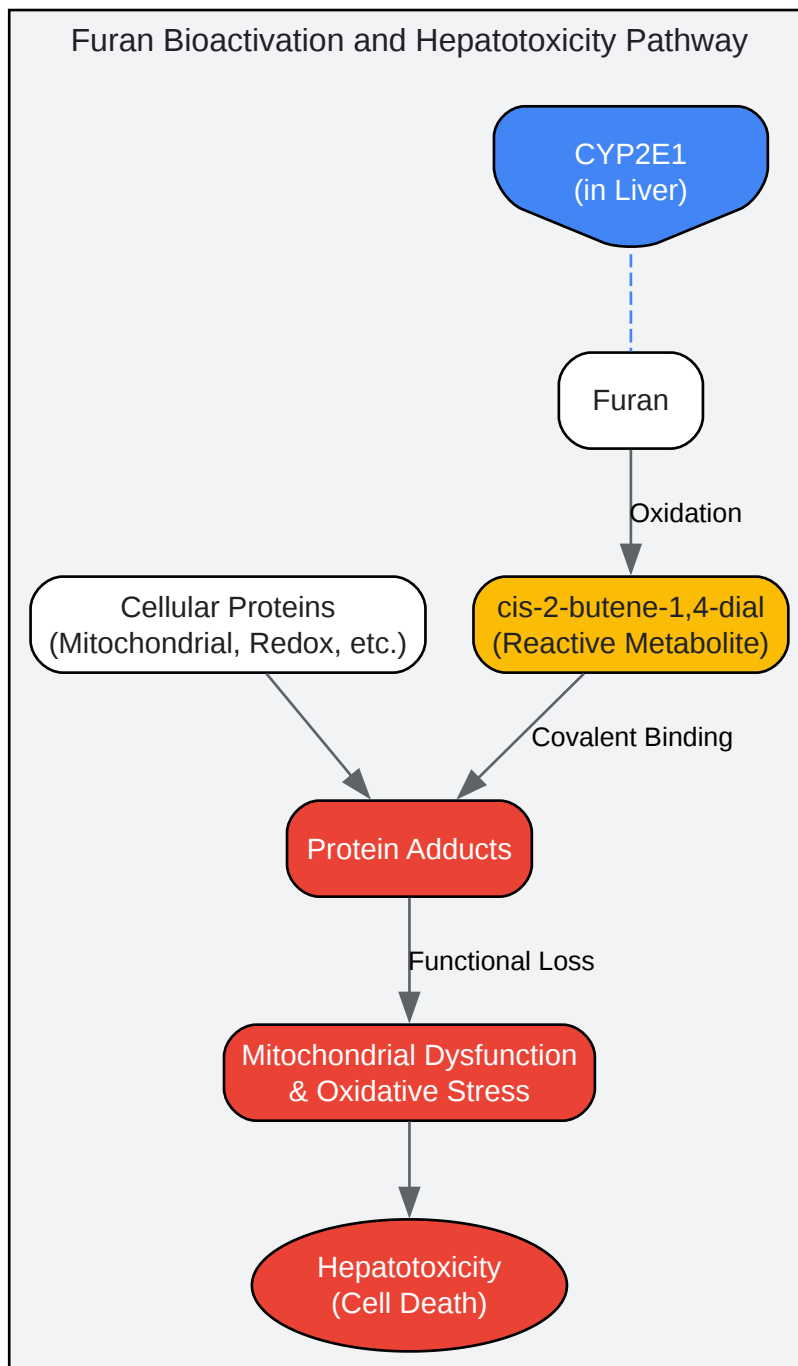 Furan Bioactivation and Hepatotoxicity Pathway
CYP2E1
(in Liver)
Furan
Oxidation
Cellular Proteins
(Mitochondrial, Redox, etc.)
cis-2-butene-1,4-dial
(Reactive Metabolite)
Covalent Binding
Protein Adducts
Functional Loss
Mitochondrial Dysfunction
& Oxidative Stress
Hepatotoxicity
(Cell Death)